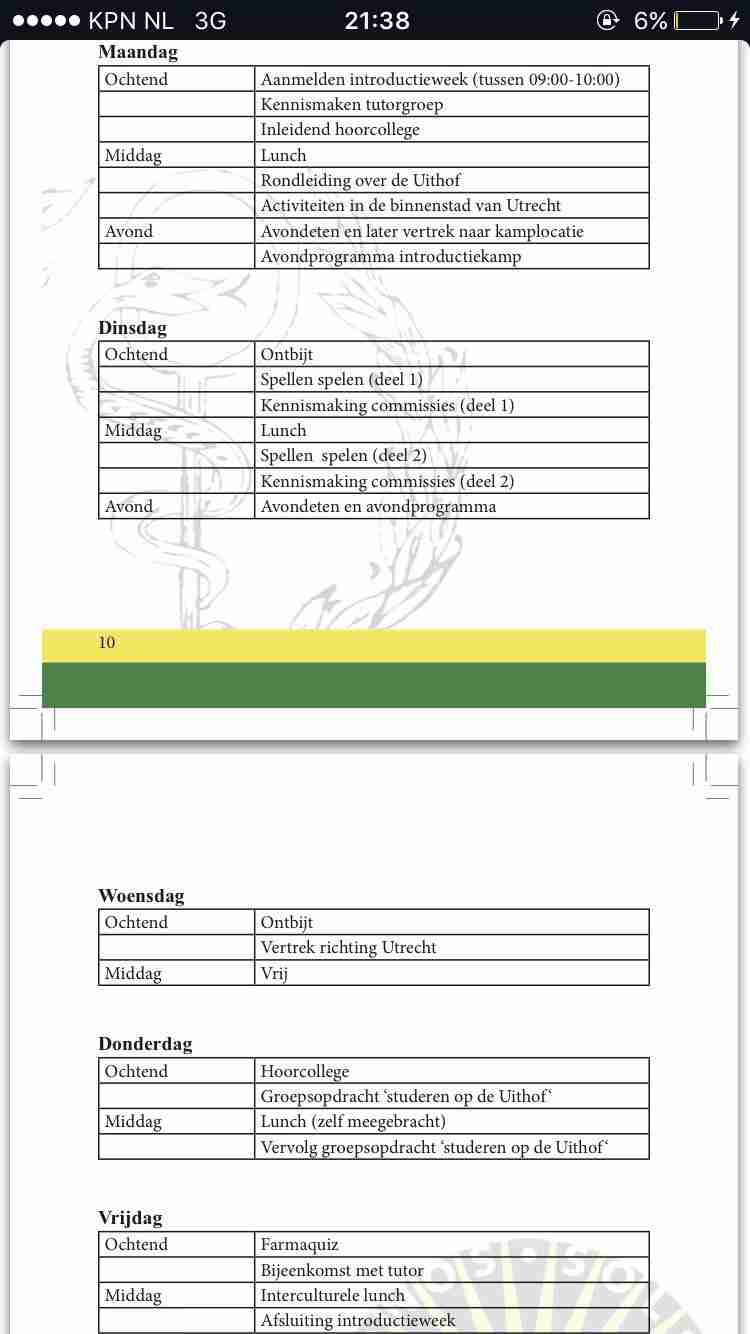 KPN NL 3G 21:38 6%
Maandag
Ochtend Aanmelden introductieweek (tussen 09:00-10:00)
Kennismaken tutorgroep
Inleidend hoorcollege
Middag Lunch
Rondleiding over de Uithof
Activiteiten in de binnenstad van Utrecht
Avond Avondeten en later vertrek naar kamplocatie
Avondprogramma introductiekamp
Dinsdag
Ochtend Ontbijt
Spellen spelen (deel 1)
Kennismaking commissies (deel 1)
Middag Lunch
Spellen spelen (deel 2)
Kennismaking commissies (deel 2)
Avond Avondeten en avondprogramma
10
Woensdag
Ochtend Ontbijt
Vertrek richting Utrecht
Middag Vrij
Donderdag
Ochtend Hoorcollege
Groepsopdracht ‘studeren op de Uithof‘
Middag Lunch (zelf meegebracht)
Vervolg groepsopdracht ‘studeren op de Uithof‘
Vrijdag
Ochtend Farmaquiz
Bijeenkomst met tutor
Middag Interculturele lunch
Afsluiting introductieweek